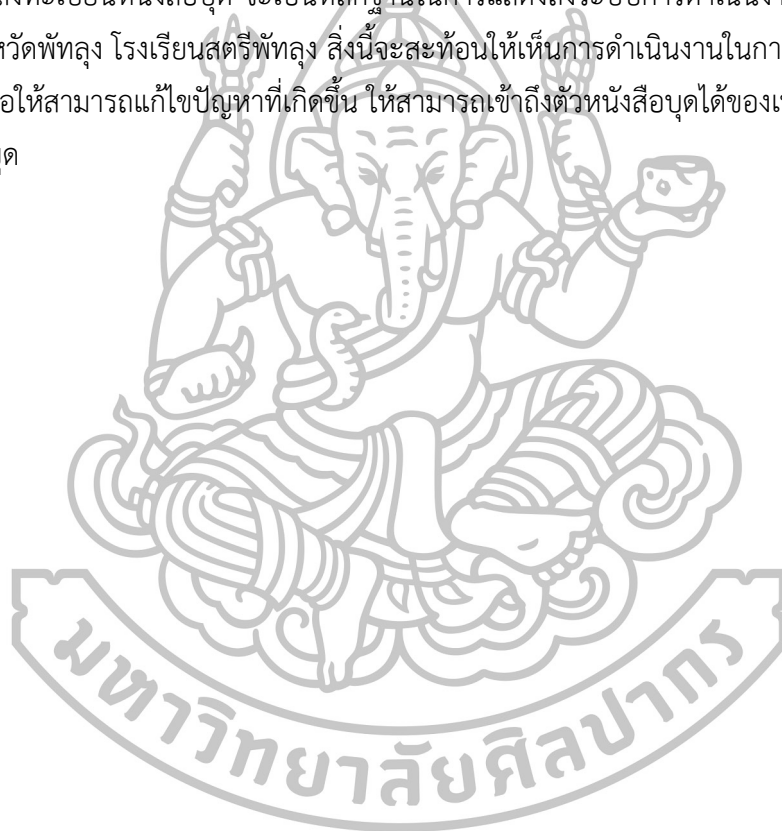 ทะเบียนหนังสือบุด จะเป็นหลักฐานในการแสดงถึงระบบการดำเนินง
หวัดพัทลุง โรงเรียนสตรีพัทลุง สิ่งนี้จะสะท้อนให้เห็นการดำเนินงานในกา
อให้สามารถแก้ไขปัญหาที่เกิดขึ้น ให้สามารถเข้าถึงตัวหนังสือบุดได้ของเ
ุด
มหาวิทยาลัยศิลปากร